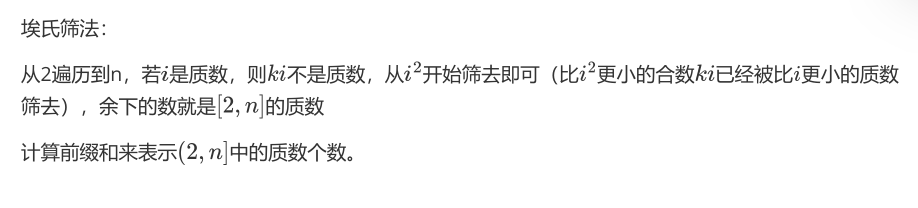 埃氏筛法：
从2遍历到n，若i是质数，则ki不是质数，从i²开始筛去即可（比i²更小的合数ki已经被比i更小的质数
筛去），余下的数就是[2, n]的质数
计算前缀和来表示(2, n]中的质数个数。